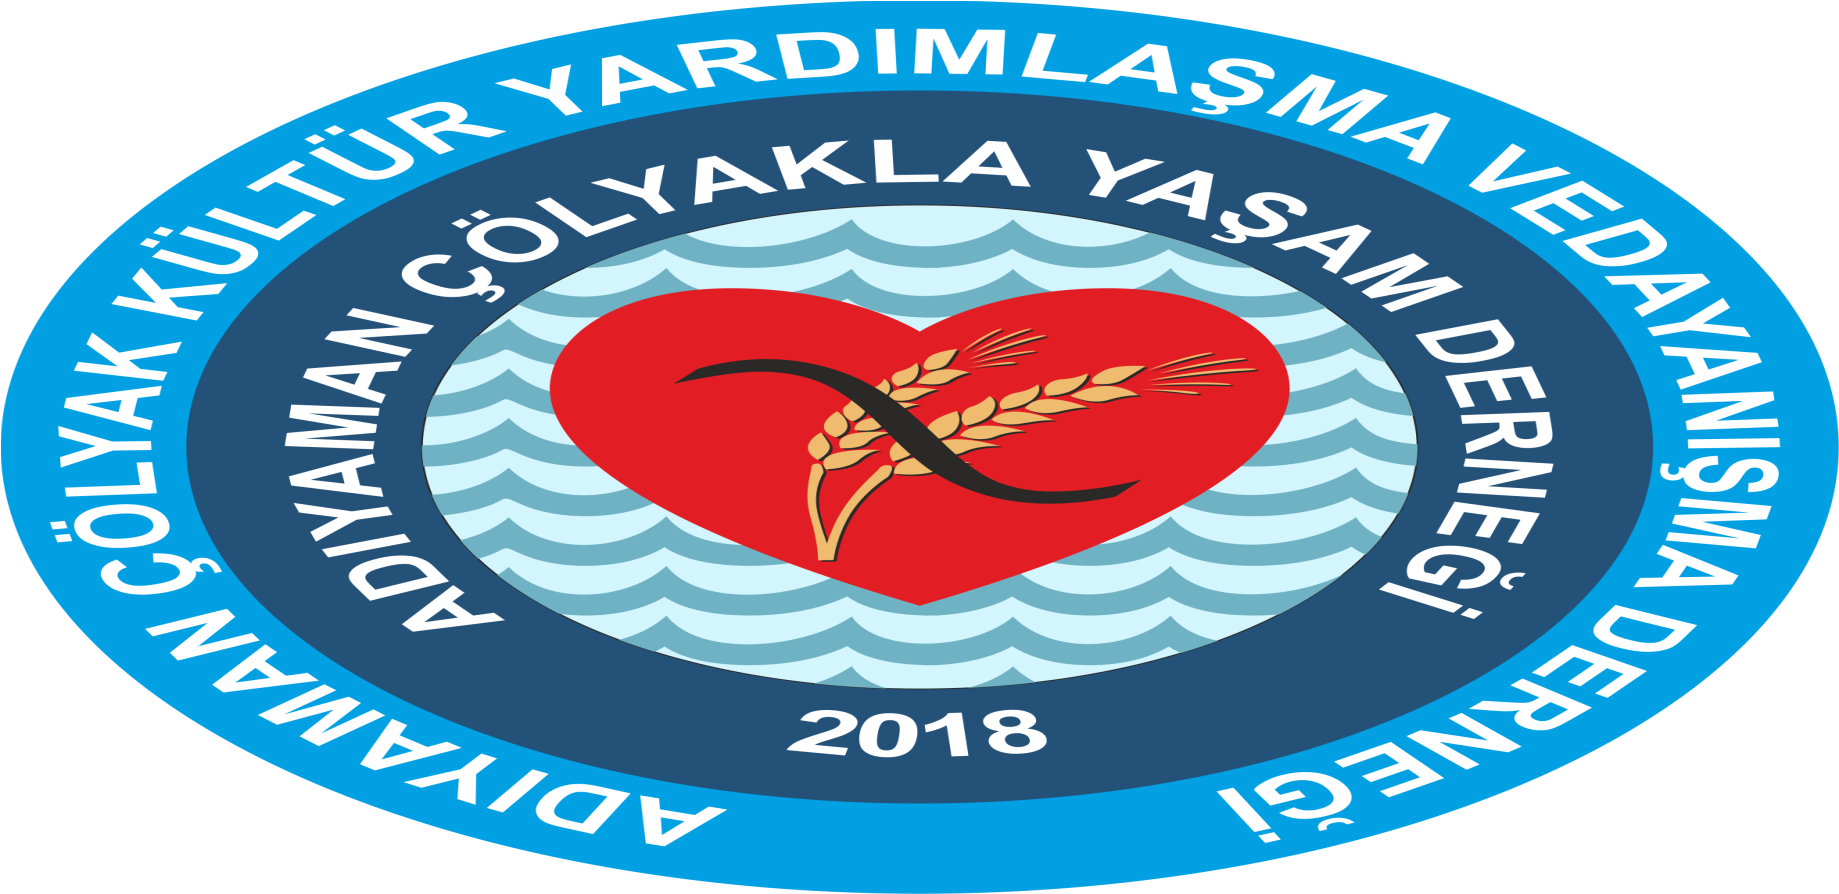 ADIYAMAN ÇÖLYAK KÜLTÜR YARDIMLAŞMA VEDAYANIŞMA DERNEĞİ
ADIYAMAN ÇÖLYAKLA YAŞAM DERNEĞİ
2018